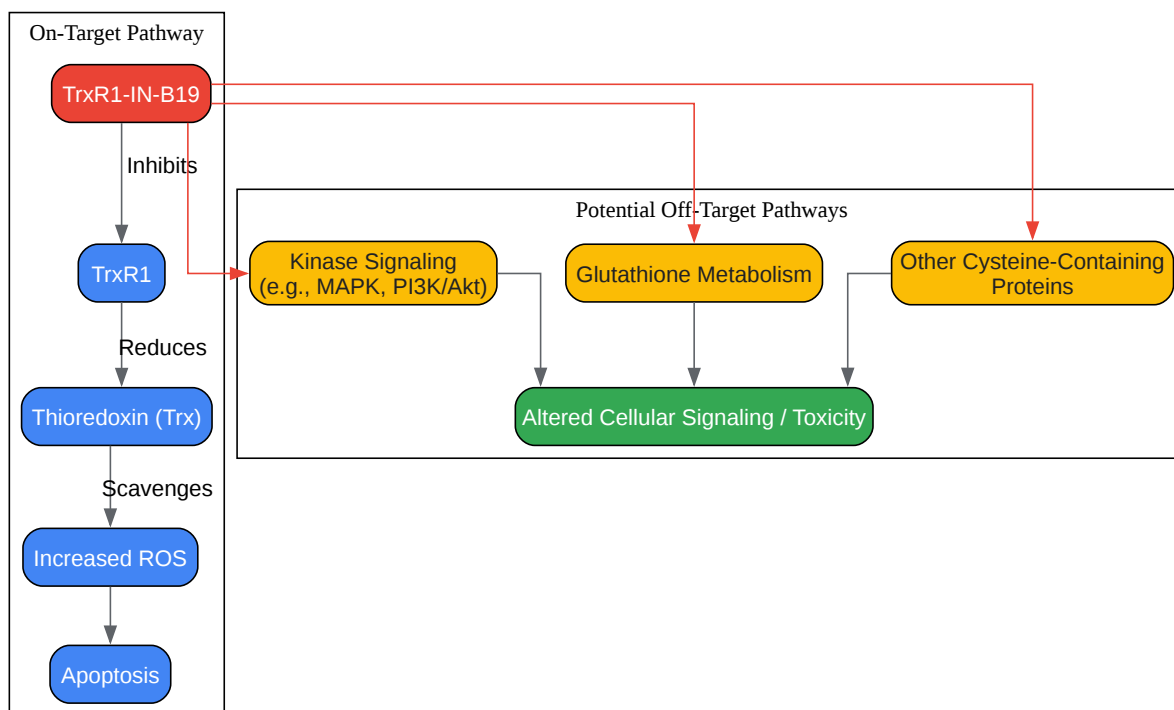 On-Target Pathway
TrxR1-IN-B19
Inhibits
TrxR1
Reduces
Thioredoxin (Trx)
Scavenges
Increased ROS
Apoptosis
Potential Off-Target Pathways
Kinase Signaling
(e.g., MAPK, PI3K/Akt)
Glutathione Metabolism
Other Cysteine-Containing
Proteins
Altered Cellular Signaling / Toxicity